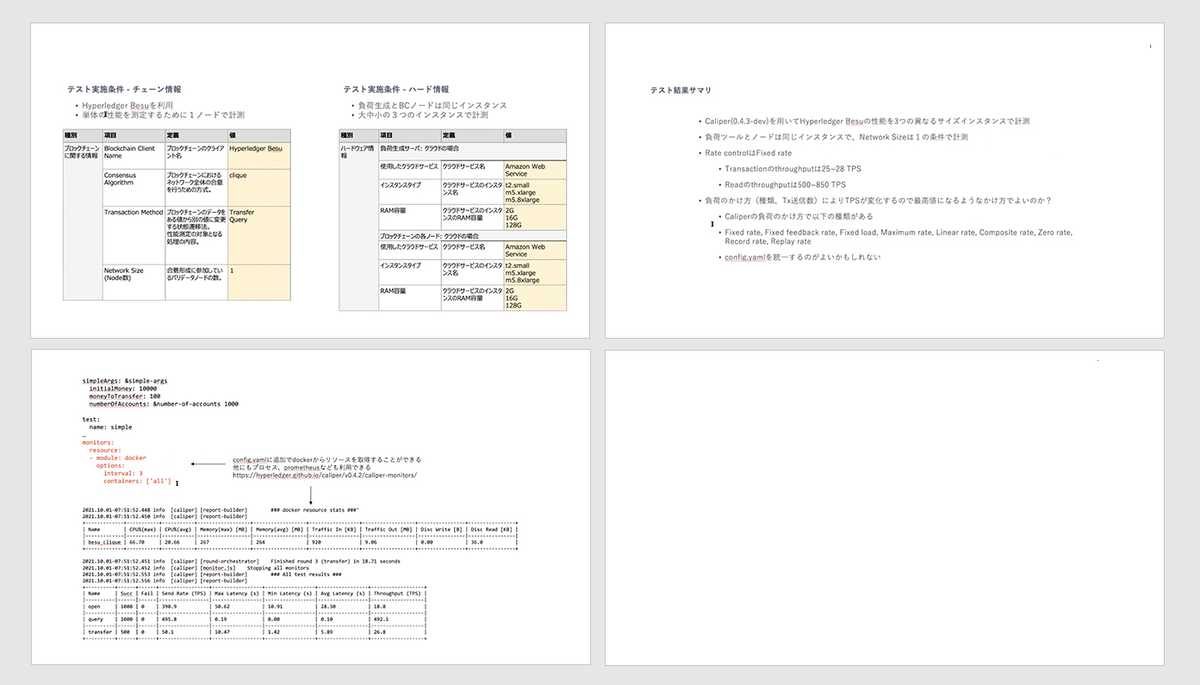 テスト実施条件 - チェーン情報
• Hyperledger Besuを利用
• 単体の性能を測定するために１ノードで計測
種別 項目 定義 値
ブロックチェーンに関する情報 Blockchain Client Name ブロックチェーンのクライアント名 Hyperledger Besu
Consensus Algorithm ブロックチェーンにおけるネットワーク全体の合意を行うための方式。 clique
Transaction Method ブロックチェーンのデータをある値から別の値に変更する状態遷移法。性能測定の対象となる処理の内容。 Transfer Query
Network Size (Node数) 合意形成に参加しているバリデータノードの数。 1
テスト実施条件 - ハード情報
• 負荷生成とBCノードは同じインスタンス
• 大中小の３つのインスタンスで計測
種別 項目 定義 値
ハードウェア情報 負荷生成サーバ: クラウドの場合
使用したクラウドサービス クラウドサービス名 Amazon Web Service
インスタンスタイプ クラウドサービスのインスタンス名 t2.small m5.xlarge m5.8xlarge
RAM容量 クラウドサービスのインスタンスのRAM容量 2G 16G 128G
ブロックチェーンの各ノード: クラウドの場合
使用したクラウドサービス クラウドサービス名 Amazon Web Service
インスタンスタイプ クラウドサービスのインスタンス名 t2.small m5.xlarge m5.8xlarge
RAM容量 クラウドサービスのインスタンスのRAM容量 2G 16G 128G
テスト結果サマリ
• Caliper(0.4.3-dev)を用いてHyperledger Besuの性能を3つの異なるサイズインスタンスで計測
• 負荷ツールとノードは同じインスタンスで、Network Sizeは１の条件で計測
• Rate controlはFixed rate
• Transactionのthroughputは25~28 TPS
• Readのthroughputは500~850 TPS
• 負荷のかけ方（種類、Tx送信数）によりTPSが変化するので最高値になるようなかけ方でよいのか？
• Caliperの負荷のかけ方で以下の種類がある
• Fixed rate, Fixed feedback rate, Fixed load, Maximum rate, Linear rate, Composite rate, Zero rate,
Record rate, Replay rate
• config.yamlを統一するのがよいかもしれない
simpleArgs: &simple-args
initialMoney: 10000
moneyToTransfer: 100
numberOfAccounts: &number-of-accounts 1000
test:
name: simple
…
monitors:
resource:
- module: docker
options:
interval: 3
containers: ['all']
config.yamlに追加でdockerからリソースを取得することができる
他にもプロセス、prometheusなども利用できる
https://hyperledger.github.io/caliper/v0.4.2/caliper-monitors/
2021.10.01-07:51:52.448 info [caliper] [report-builder] ### docker resource stats ###'
2021.10.01-07:51:52.450 info [caliper] [report-builder]
| Name | CPU%(max) | CPU%(avg) | Memory(max) [MB] | Memory(avg) [MB] | Traffic In [KB] | Traffic Out [MB] | Disc Write [B] | Disc Read [KB] |
| besu_clique | 66.70 | 20.66 | 267 | 264 | 920 | 9.06 | 0.00 | 36.0 |
2021.10.01-07:51:52.451 info [caliper] [round-orchestrator] Finished round 3 (transfer) in 18.71 seconds
2021.10.01-07:51:52.452 info [caliper] [monitor.js] Stopping all monitors
2021.10.01-07:51:52.553 info [caliper] [report-builder] ### All test results ###
2021.10.01-07:51:52.556 info [caliper] [report-builder]
| Name | Succ | Fail | Send Rate (TPS) | Max Latency (s) | Min Latency (s) | Avg Latency (s) | Throughput (TPS) |
| open | 1000 | 0 | 390.9 | 50.62 | 10.91 | 28.50 | 18.8 |
| query | 1000 | 0 | 495.8 | 0.19 | 0.00 | 0.10 | 492.1 |
| transfer | 500 | 0 | 50.1 | 10.47 | 1.42 | 5.89 | 26.8 |